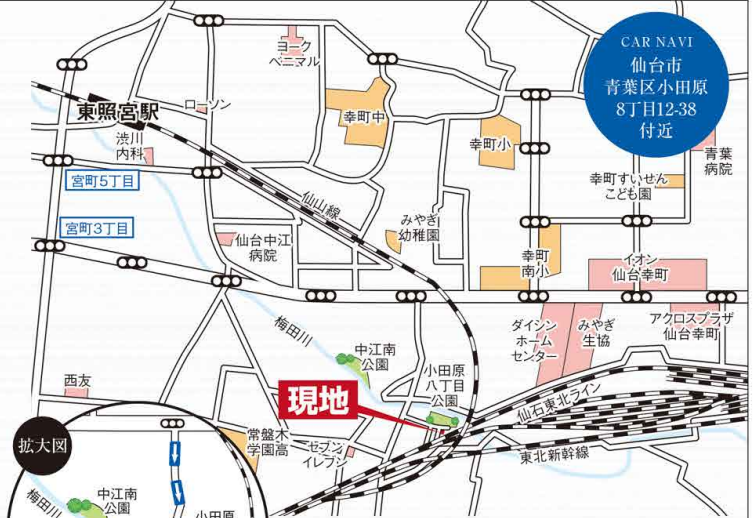 CAR NAVI
仙台市
青葉区小田原
8丁目12-38
付近
ヨーク
ベニマル
東照宮駅
ローソン
渋川
内科
幸町中
幸町小
青葉
病院
幸町すいせん
こども園
宮町5丁目
仙山線
みやぎ
幼稚園
宮町3丁目
仙台中江
病院
幸町
南小
イオン
仙台幸町
梅田川
ダイシン
ホーム
センター
みやぎ
生協
アクロスプラザ
仙台幸町
中江南
公園
小田原
八丁目
公園
西友
現地
仙石東北ライン
東北新幹線
常盤木
学園高
セブン
イレブン
拡大図
梅田川
中江南
公園
小田原